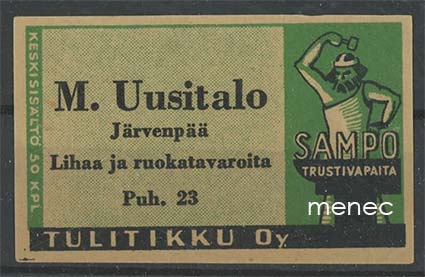 KESKISISÄLTÖ 50 KPL.
M. Uusitalo
Järvenpää
Lihaa ja ruokatavaroita
Puh. 23
SAMPO
TRUSTIVAPAITA
menec
TULITIKKU Oy